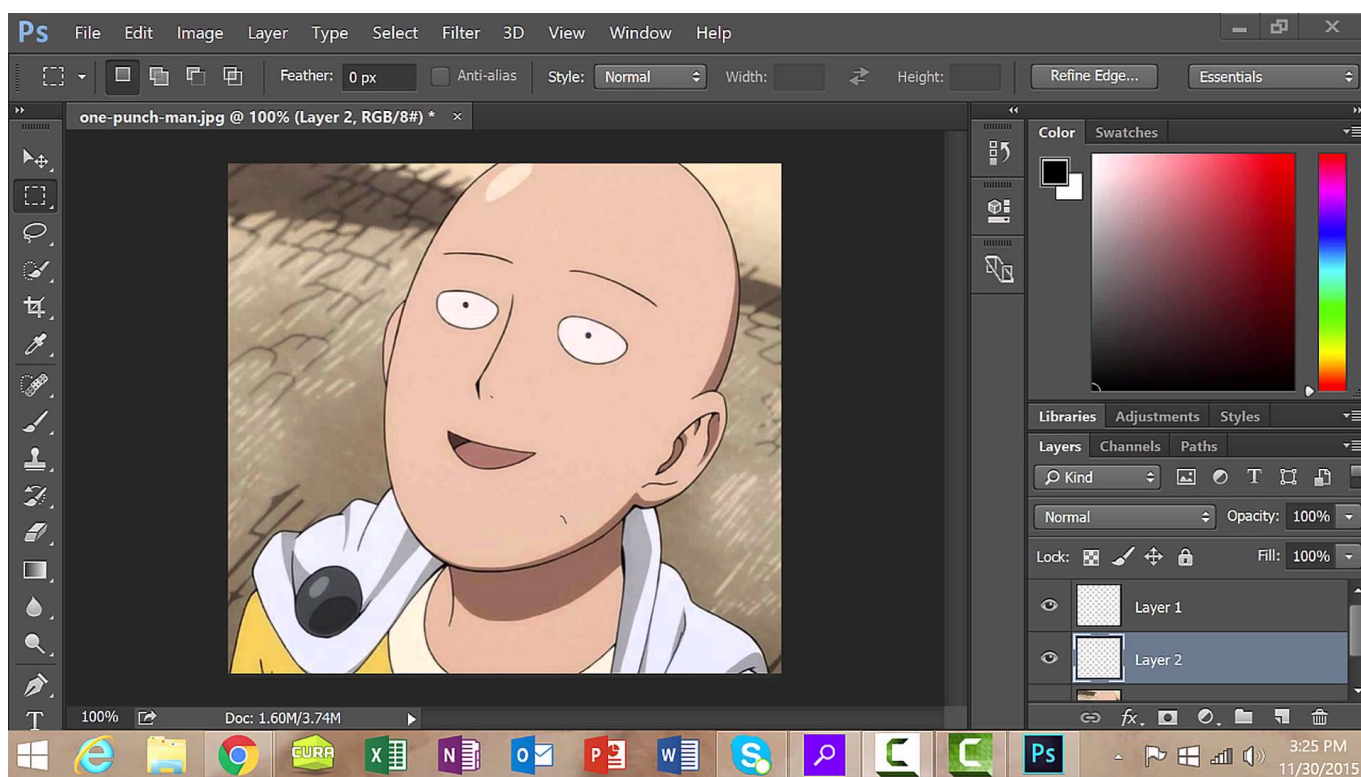 Ps File Edit Image Layer Type Select Filter 3D View Window Help
Feather: 0 px Anti-alias Style: Normal Width: Height: Refine Edge... Essentials
one-punch-man.jpg @ 100% (Layer 2, RGB/8#) * ×
Color Swatches
Libraries Adjustments Styles
Layers Channels Paths
Kind T
Normal Opacity: 100%
Lock: Fill: 100%
Layer 1
Layer 2
fx.
T
100% Doc: 1.60M/3.74M
CURA X N O P W S Ps 3:25 PM
11/30/2015